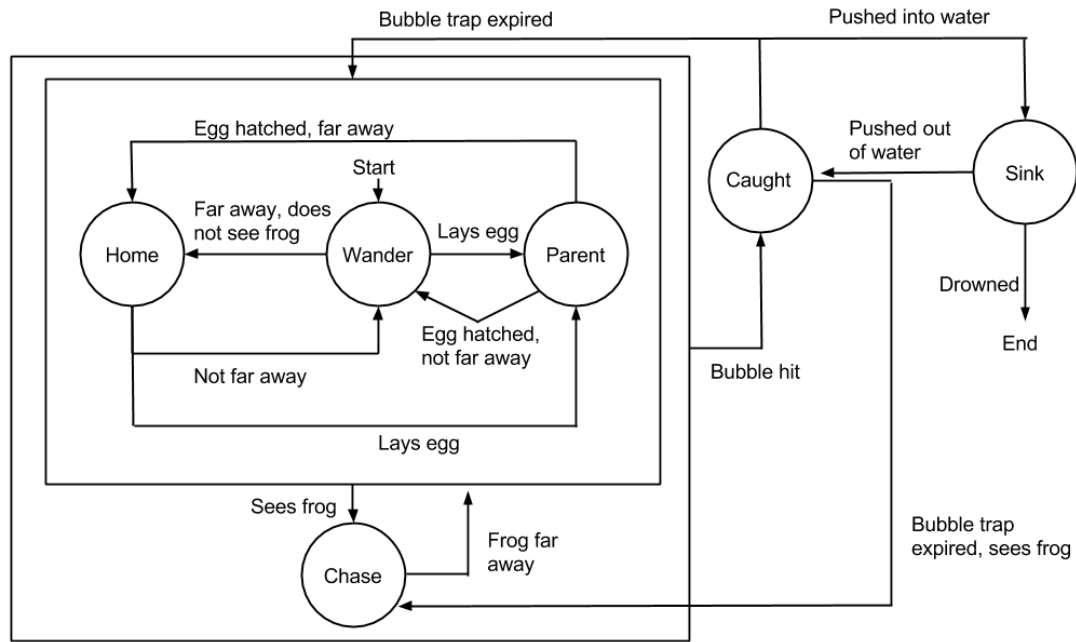 Bubble trap expired
Pushed into water
Egg hatched, far away
Pushed out
of water
Start
Caught
Sink
Far away, does
not see frog
Lays egg
Home
Wander
Parent
Drowned
Egg hatched,
not far away
End
Not far away
Bubble hit
Lays egg
Sees frog
Frog far
away
Bubble trap
expired, sees frog
Chase